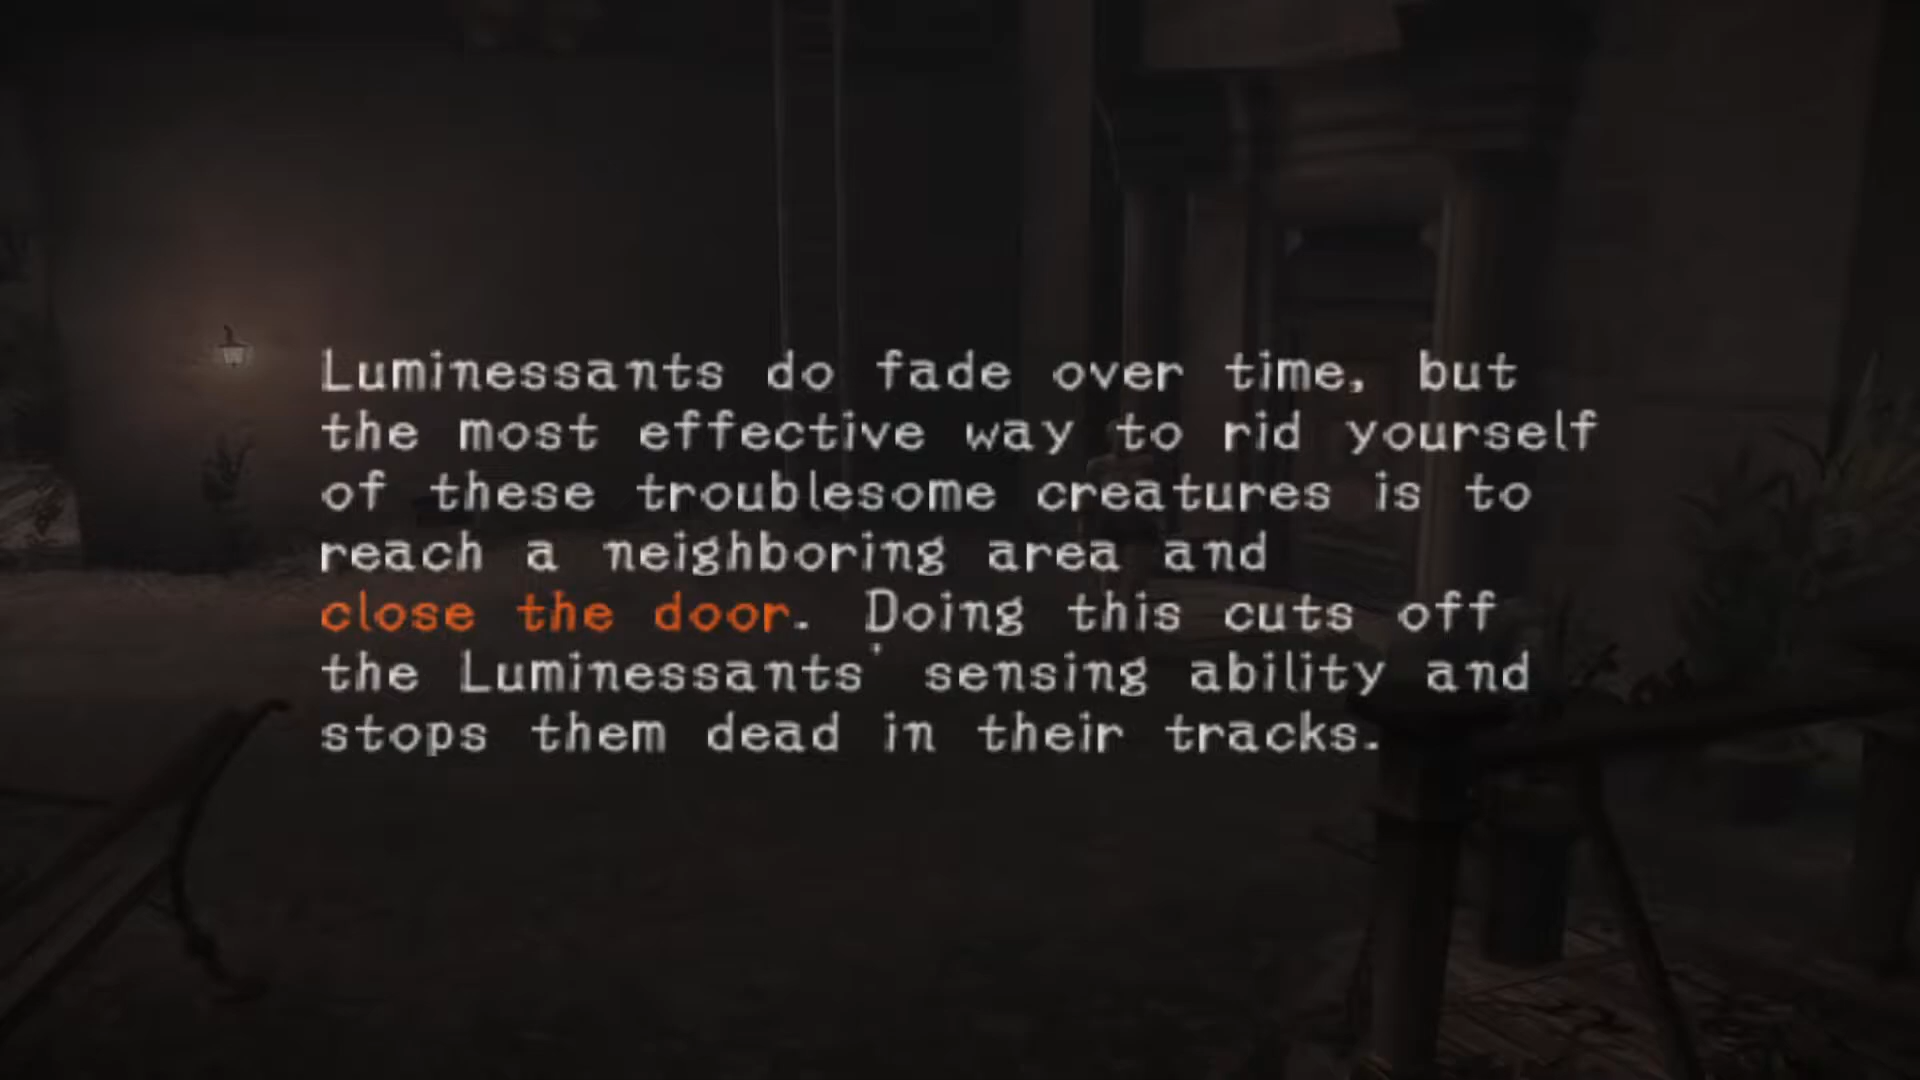 Luminessants do fade over time, but
the most effective way to rid yourself
of these troublesome creatures is to
reach a neighboring area and
close the door. Doing this cuts off
the Luminessants' sensing ability and
stops them dead in their tracks.